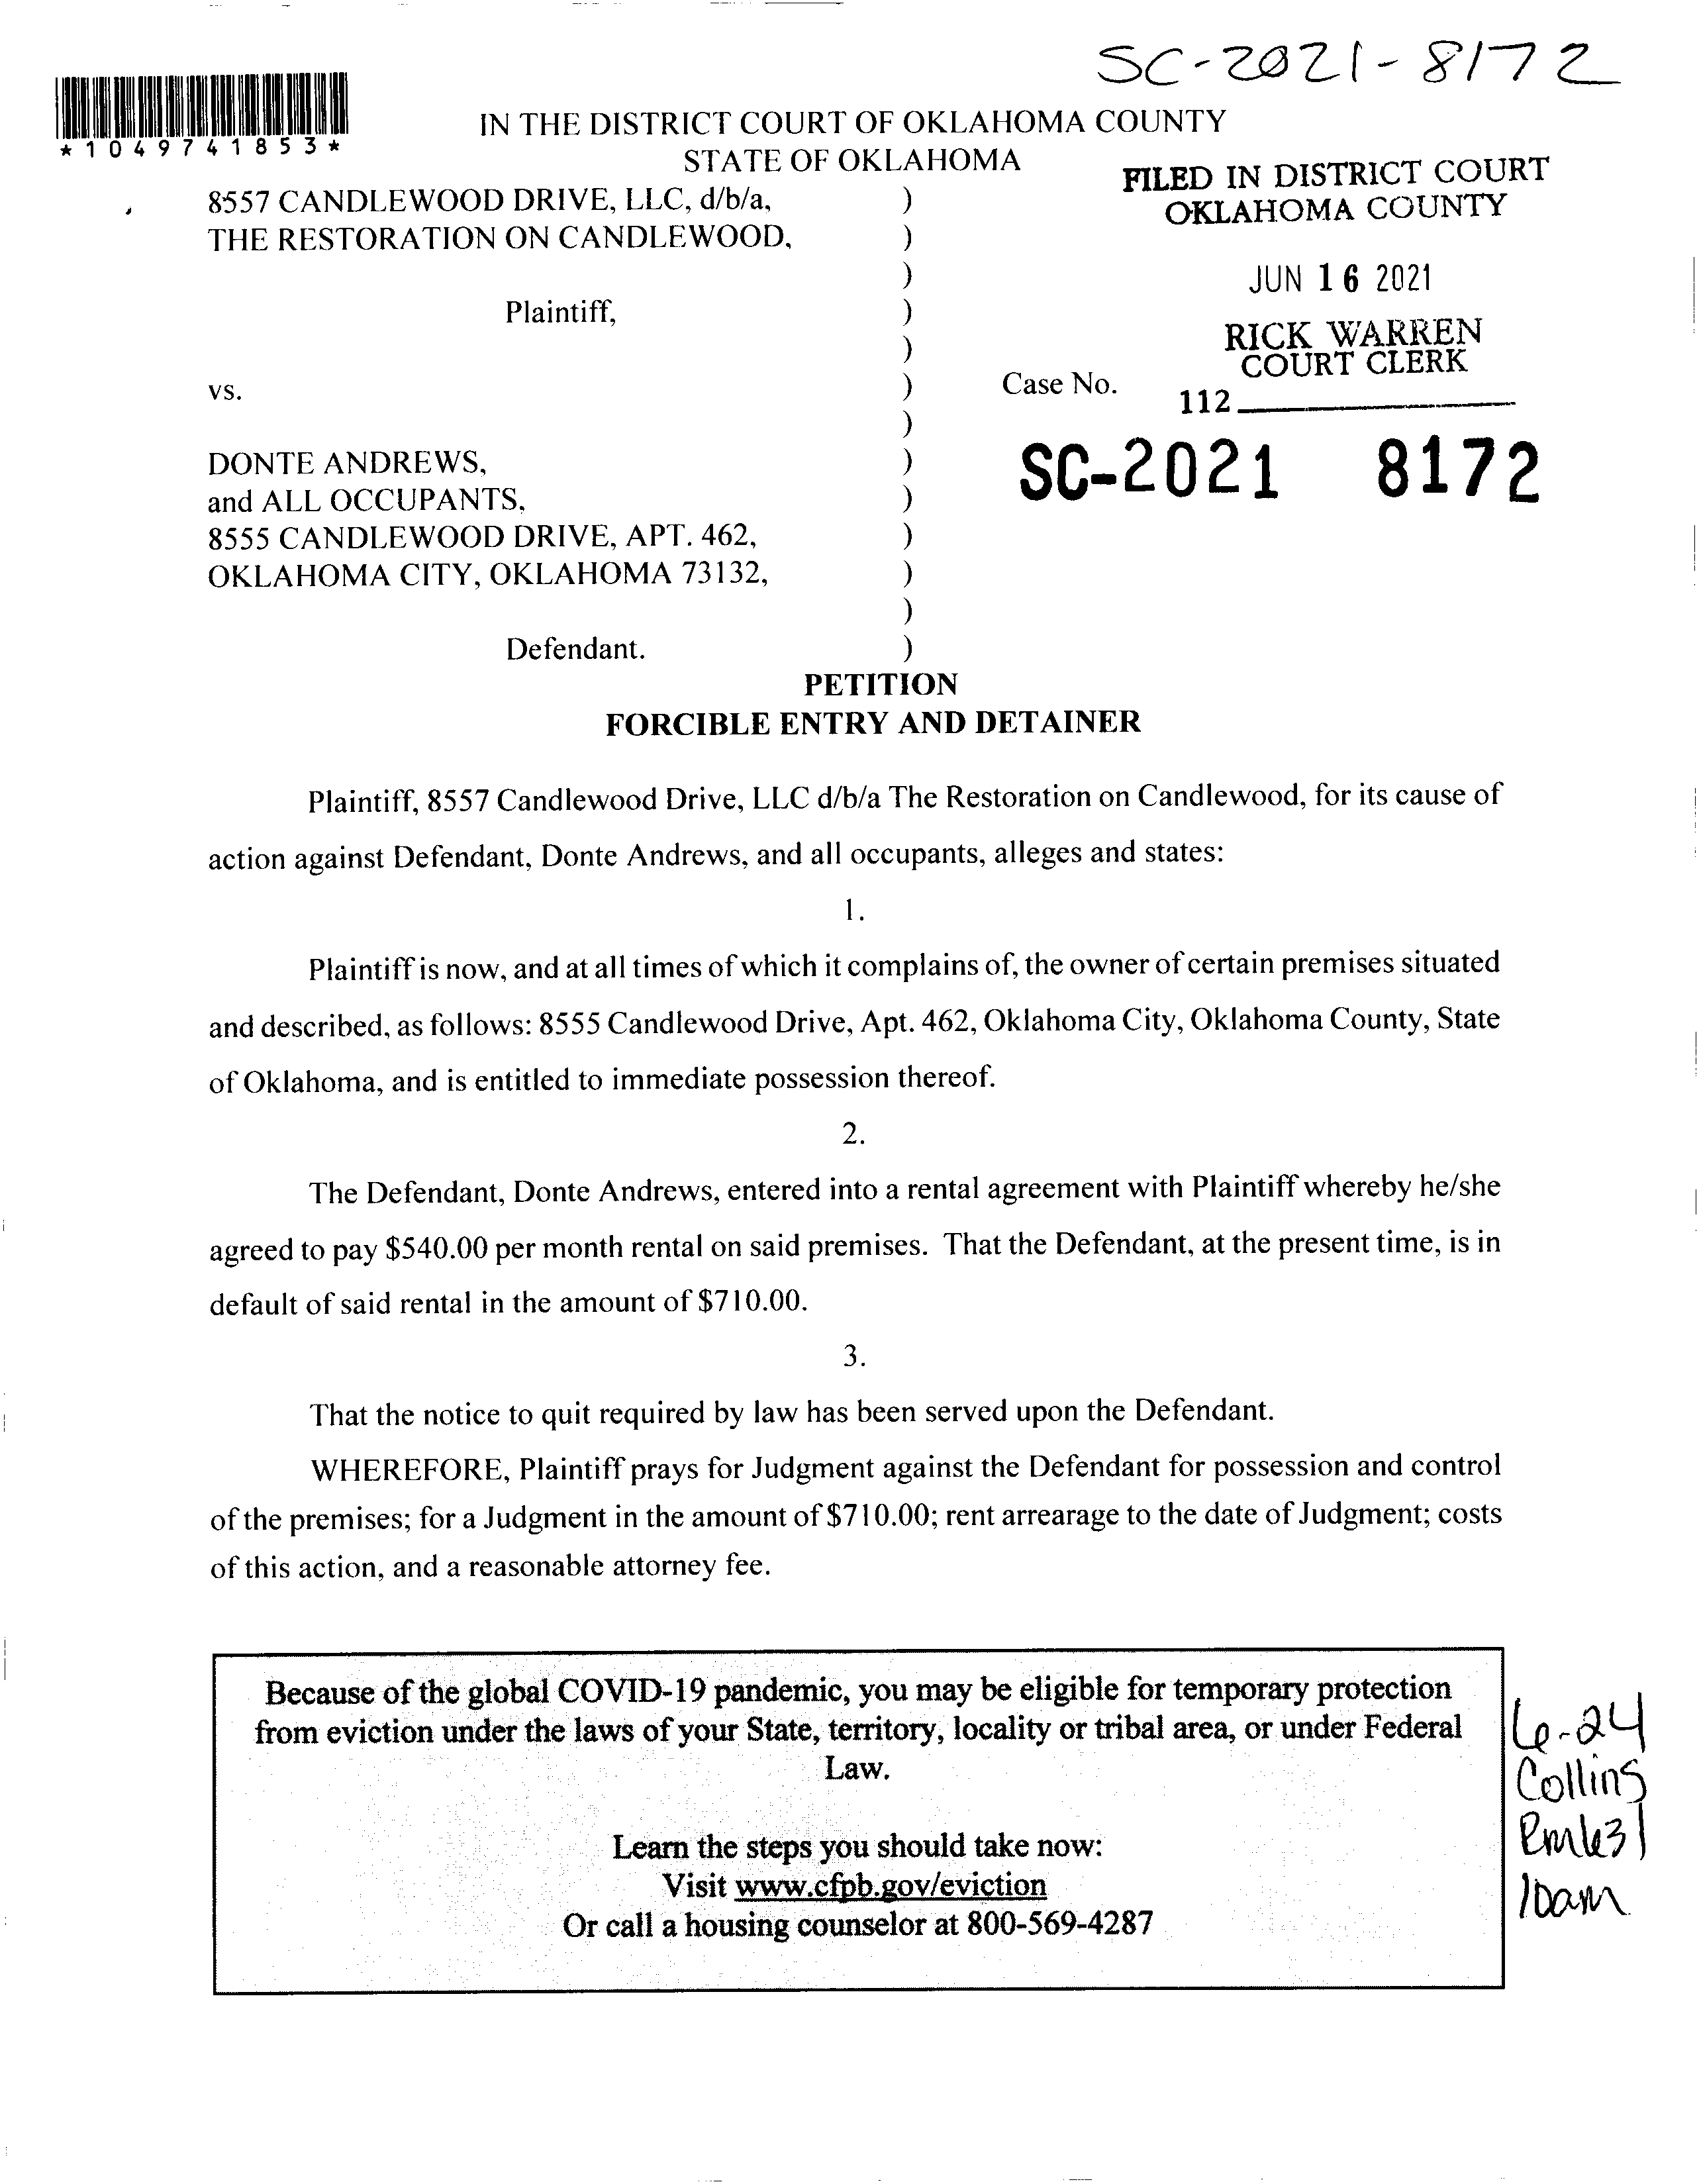 SC-2021-8172
*1049741853*
IN THE DISTRICT COURT OF OKLAHOMA COUNTY
STATE OF OKLAHOMA
FILED IN DISTRICT COURT
OKLAHOMA COUNTY
JUN 16 2021
RICK WARREN
COURT CLERK
112
8557 CANDLEWOOD DRIVE, LLC, d/b/a, )
THE RESTORATION ON CANDLEWOOD, )
)
Plaintiff, )
)
vs. ) Case No.
)
DONTE ANDREWS, ) SC-2021 8172
and ALL OCCUPANTS, )
8555 CANDLEWOOD DRIVE, APT. 462, )
OKLAHOMA CITY, OKLAHOMA 73132, )
)
Defendant. )
PETITION
FORCIBLE ENTRY AND DETAINER
Plaintiff, 8557 Candlewood Drive, LLC d/b/a The Restoration on Candlewood, for its cause of
action against Defendant, Donte Andrews, and all occupants, alleges and states:
1.
Plaintiff is now, and at all times of which it complains of, the owner of certain premises situated
and described, as follows: 8555 Candlewood Drive, Apt. 462, Oklahoma City, Oklahoma County, State
of Oklahoma, and is entitled to immediate possession thereof.
2.
The Defendant, Donte Andrews, entered into a rental agreement with Plaintiff whereby he/she
agreed to pay $540.00 per month rental on said premises. That the Defendant, at the present time, is in
default of said rental in the amount of $710.00.
3.
That the notice to quit required by law has been served upon the Defendant.
WHEREFORE, Plaintiff prays for Judgment against the Defendant for possession and control
of the premises; for a Judgment in the amount of $710.00; rent arrearage to the date of Judgment; costs
of this action, and a reasonable attorney fee.
Because of the global COVID-19 pandemic, you may be eligible for temporary protection
from eviction under the laws of your State, territory, locality or tribal area, or under Federal
Law.
Learn the steps you should take now:
Visit www.cfpb.gov/eviction
Or call a housing counselor at 800-569-4287
6-24
Collins
Rm631
10am